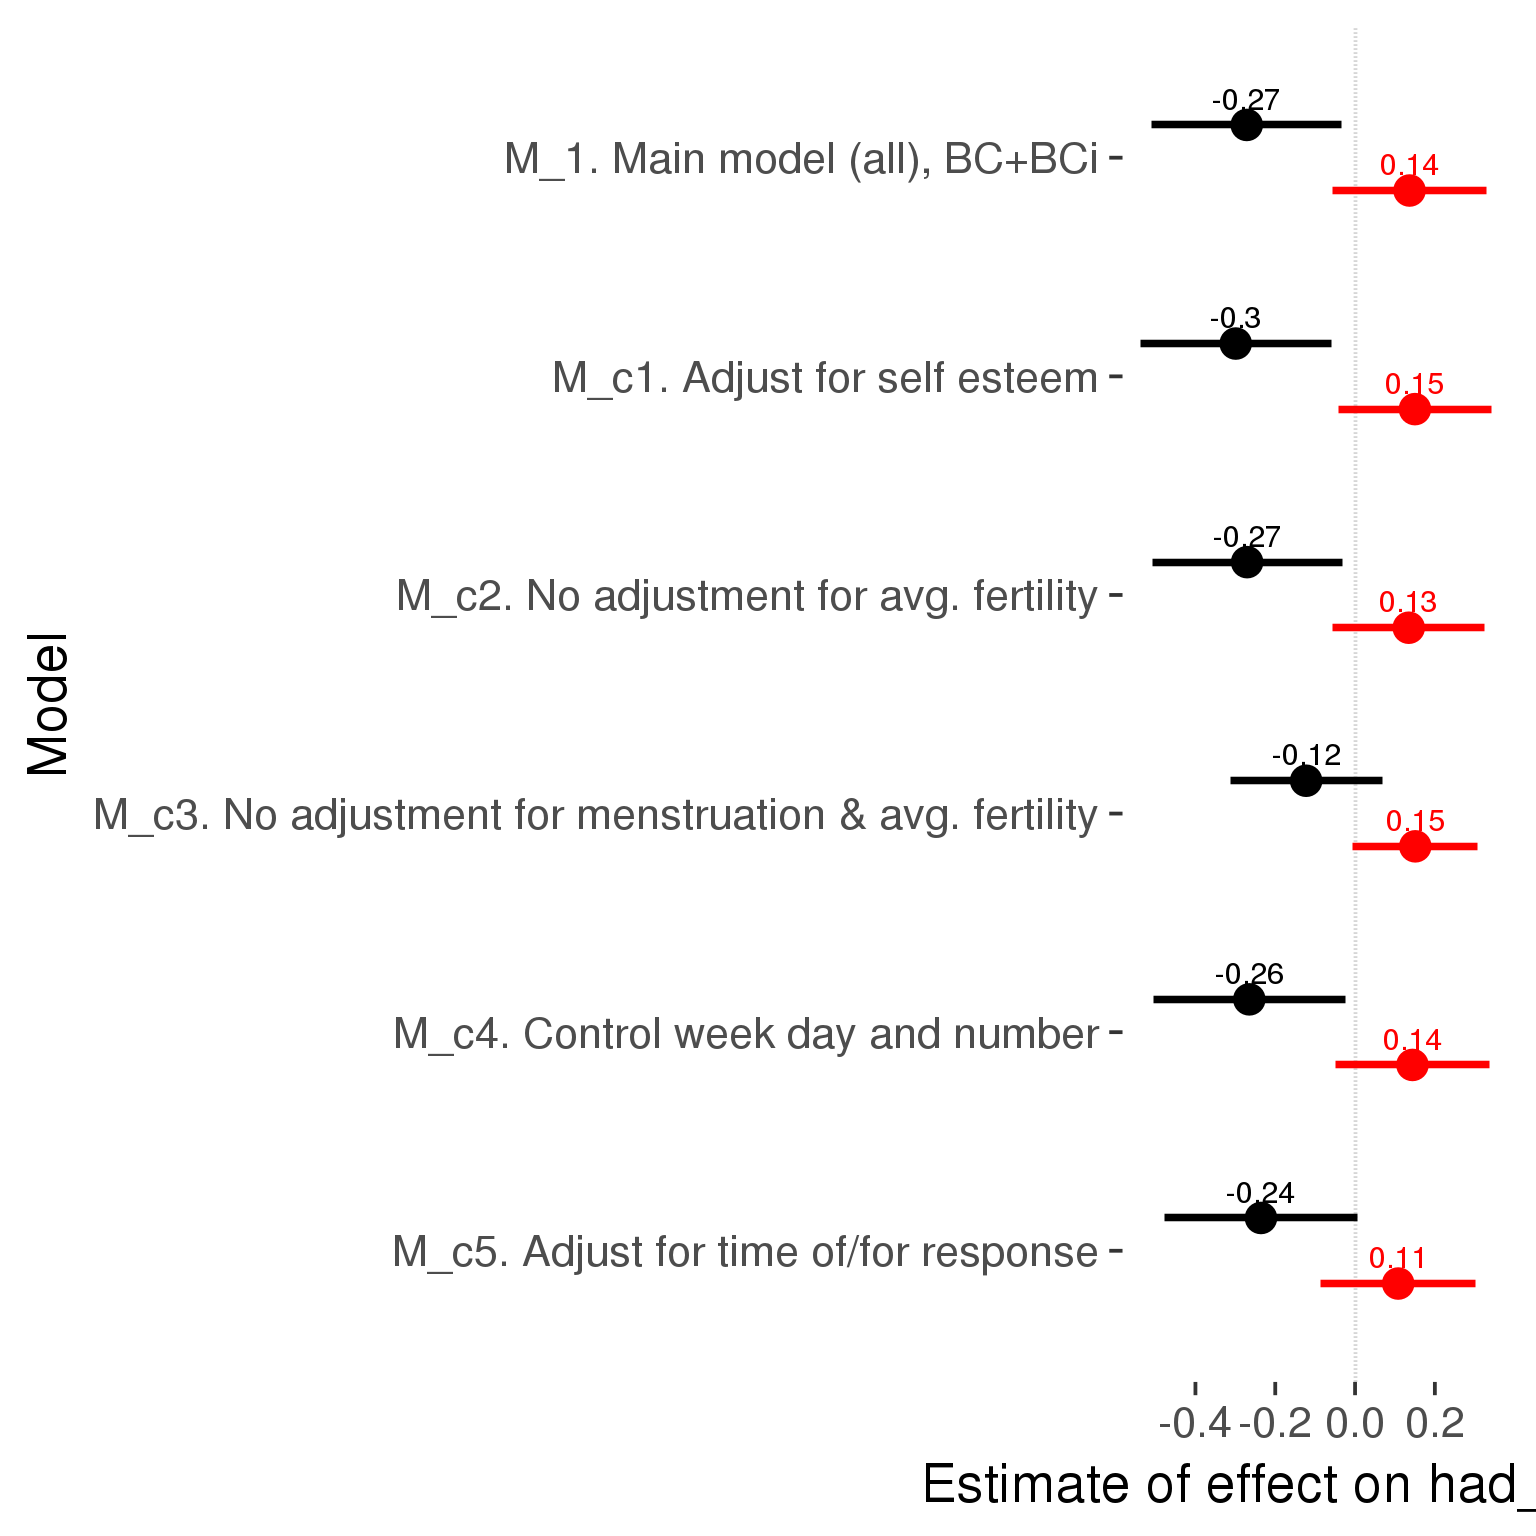 -0.27
M_1. Main model (all), BC+BCi
0.14
-0.3
M_c1. Adjust for self esteem
0.15
-0.27
M_c2. No adjustment for avg. fertility
0.13
Model
-0.12
M_c3. No adjustment for menstruation & avg. fertility
0.15
-0.26
M_c4. Control week day and number
0.14
-0.24
M_c5. Adjust for time of/for response
0.11
-0.4 -0.2 0.0 0.2
Estimate of effect on had_